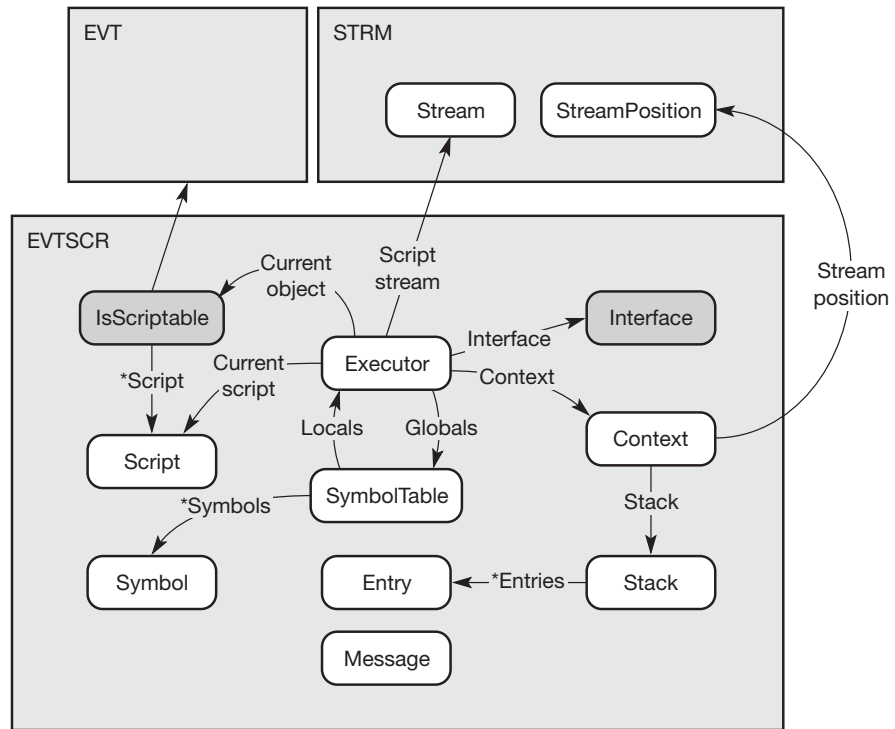 EVT
STRM
Stream
StreamPosition
EVTSCR
Current
object
Script
stream
Stream
position
IsScriptable
Interface
Interface
*Script
Current
script
Executor
Context
Locals
Globals
Context
Script
*Symbols
SymbolTable
Stack
Symbol
Entry
*Entries
Stack
Message